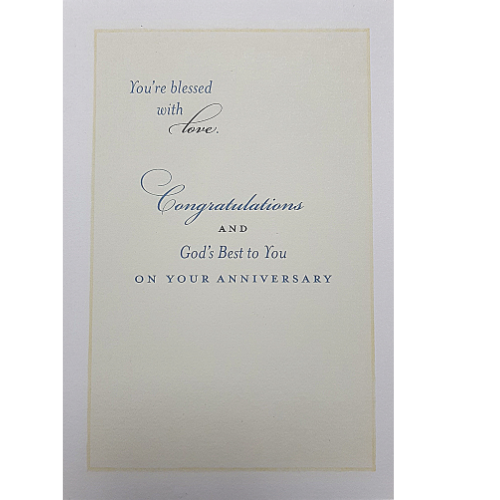 You're blessed
with
love.
Congratulations
AND
God's Best to You
ON YOUR ANNIVERSARY